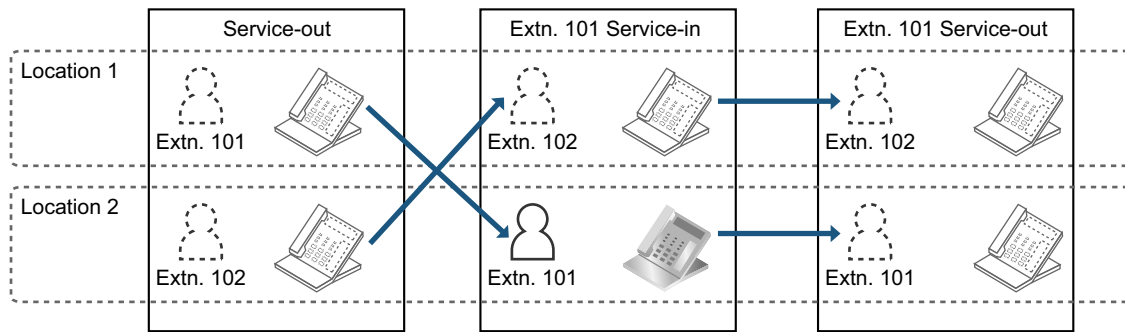 Service-out
Extn. 101 Service-in
Extn. 101 Service-out
Location 1
Extn. 101
Extn. 102
Extn. 102
Location 2
Extn. 102
Extn. 101
Extn. 101